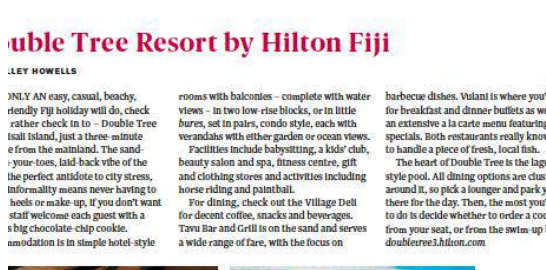 uble Tree Resort by Hilton Fiji
LLEY HOWELLS
ONLY AN easy, casual, beachy,
riendly Fiji holiday will do, check
rather check in to – Double Tree
isali Island, just a three-minute
e from the mainland. The sand-
-your-toes, laid-back vibe of the
the perfect antidote to city stress,
informality means never having to
heels or make-up, if you don't want
staff welcome each guest with a
s big chocolate-chip cookie.
mmodation is in simple hotel-style
rooms with balconies – complete with water
views – in two low-rise blocks, or in little
bures, set in pairs, condo style, each with
verandahs with either garden or ocean views.
Facilities include babysitting, a kids' club,
beauty salon and spa, fitness centre, gift
and clothing stores and activities including
horse riding and paintball.
For dining, check out the Village Deli
for decent coffee, snacks and beverages.
Tavu Bar and Grill is on the sand and serves
a wide range of fare, with the focus on
barbecue dishes. Vulani is where you'
for breakfast and dinner buffets as we
an extensive a la carte menu featuring
specials. Both restaurants really know
to handle a piece of fresh, local fish.
The heart of Double Tree is the lag
style pool. All dining options are clus
around it, so pick a lounger and park y
there for the day. Then, the most you'
to do is decide whether to order a coc
from your seat, or from the swim-up
doubletree3.hilton.com